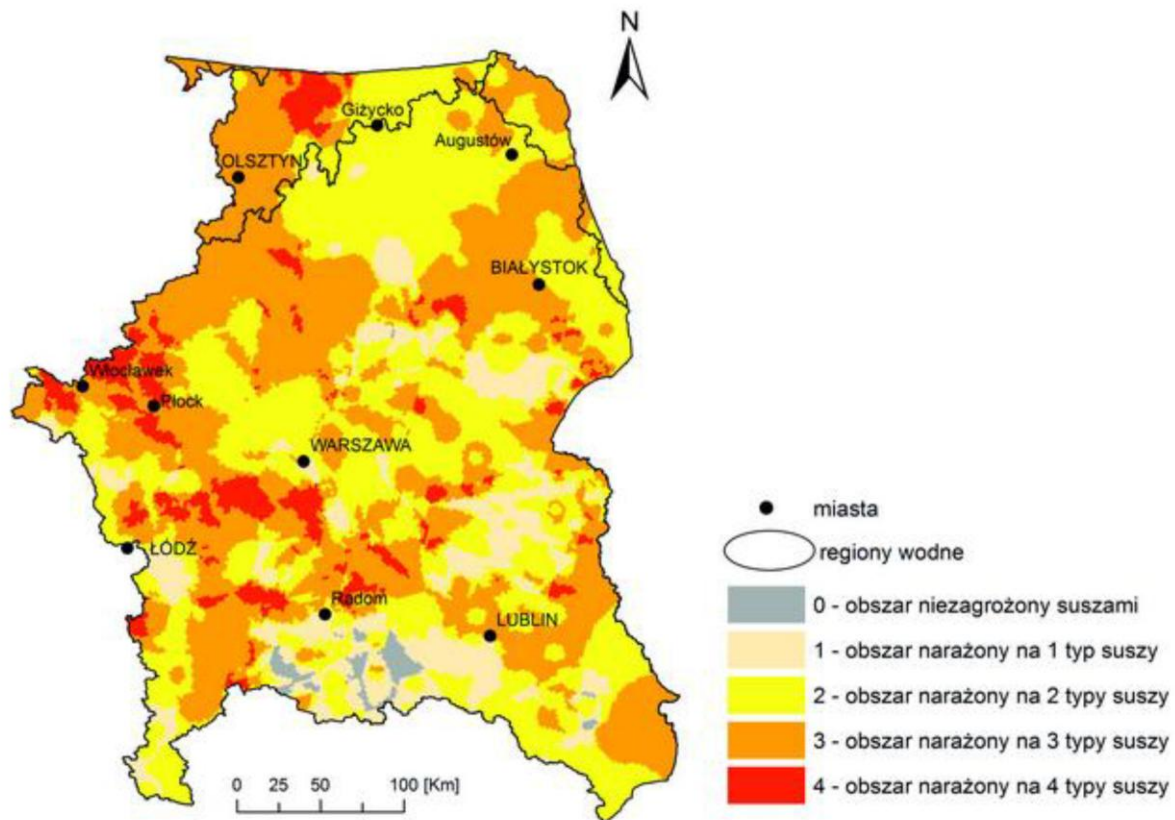 N
Giżycko
Augustów
OLSZTYN
BIAŁYSTOK
Włocławek
Płock
WARSZAWA
ŁÓDŹ
Radom
LUBLIN
0 25 50 100 [Km]
miasta
regiony wodne
0 - obszar niezagrożony suszami
1 - obszar narażony na 1 typ suszy
2 - obszar narażony na 2 typy suszy
3 - obszar narażony na 3 typy suszy
4 - obszar narażony na 4 typy suszy